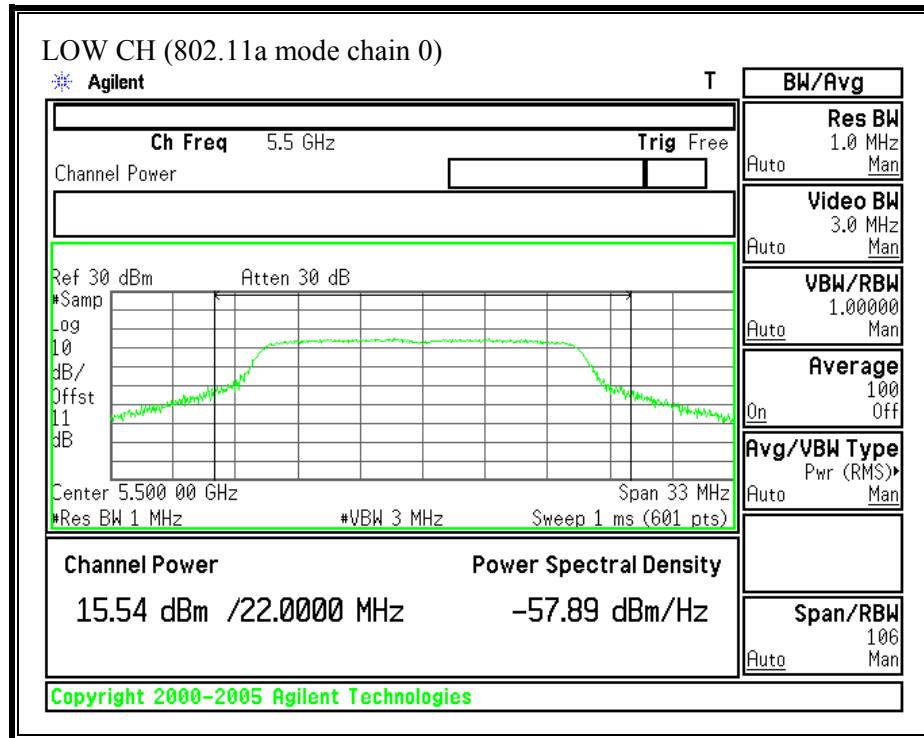 LOW CH (802.11a mode chain 0)
Agilent T
BW/Avg
Ch Freq 5.5 GHz Trig Free
Channel Power
Res BW
1.0 MHz
Auto Man
Video BW
3.0 MHz
Auto Man
VBW/RBW
1.00000
Auto Man
Average
100
On Off
Avg/VBW Type
Pwr (RMS)
Auto Man
Span/RBW
106
Auto Man
Ref 30 dBm Atten 30 dB
#Samp
Log
10
dB/
Offst
11
dB
Center 5.500 00 GHz Span 33 MHz
#Res BW 1 MHz #VBW 3 MHz Sweep 1 ms (601 pts)
Channel Power Power Spectral Density
15.54 dBm /22.0000 MHz -57.89 dBm/Hz
Copyright 2000-2005 Agilent Technologies